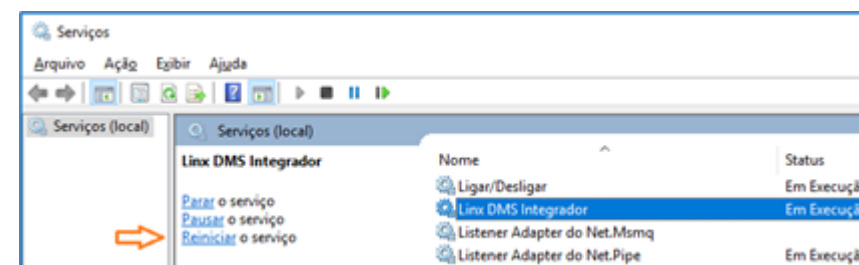 Serviços
Arquivo Ação Exibir Ajuda
Serviços (local)
Serviços (local)
Linx DMS Integrador
Parar o serviço
Pausar o serviço
Reiniciar o serviço
Nome Status
Ligar/Desligar Em Execuçã
Linx DMS Integrador Em Execuçã
Listener Adapter do Net.Msmq
Listener Adapter do Net.Pipe Em Execuçã